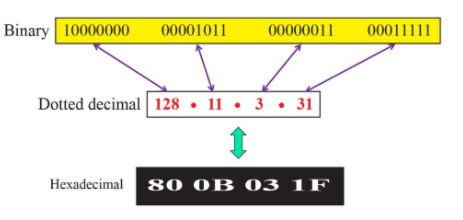 Binary 10000000 00001011 00000011 00011111
Dotted decimal 128 • 11 • 3 • 31
Hexadecimal 80 0B 03 1F